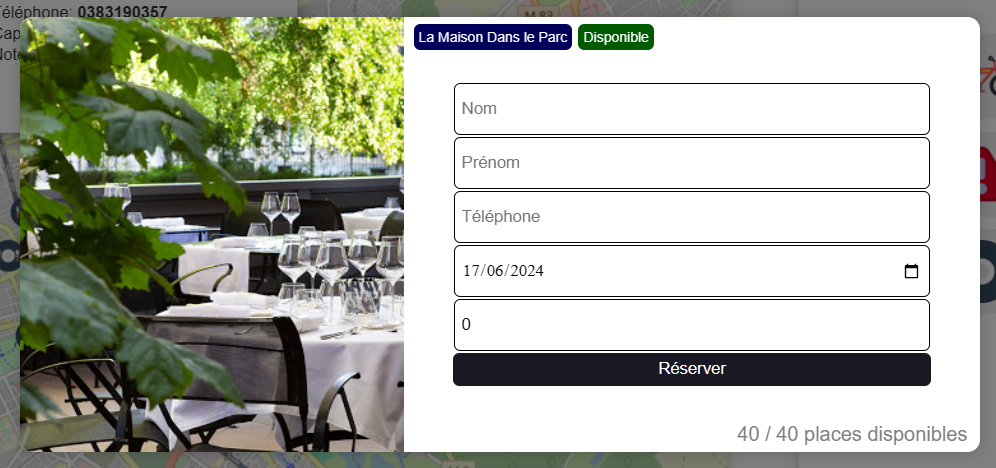 Téléphone: 0383190357
Cap
Note
M 83
La Maison Dans le Parc
Disponible
Nom
Prénom
Téléphone
17/06/2024
0
Réserver
40 / 40 places disponibles